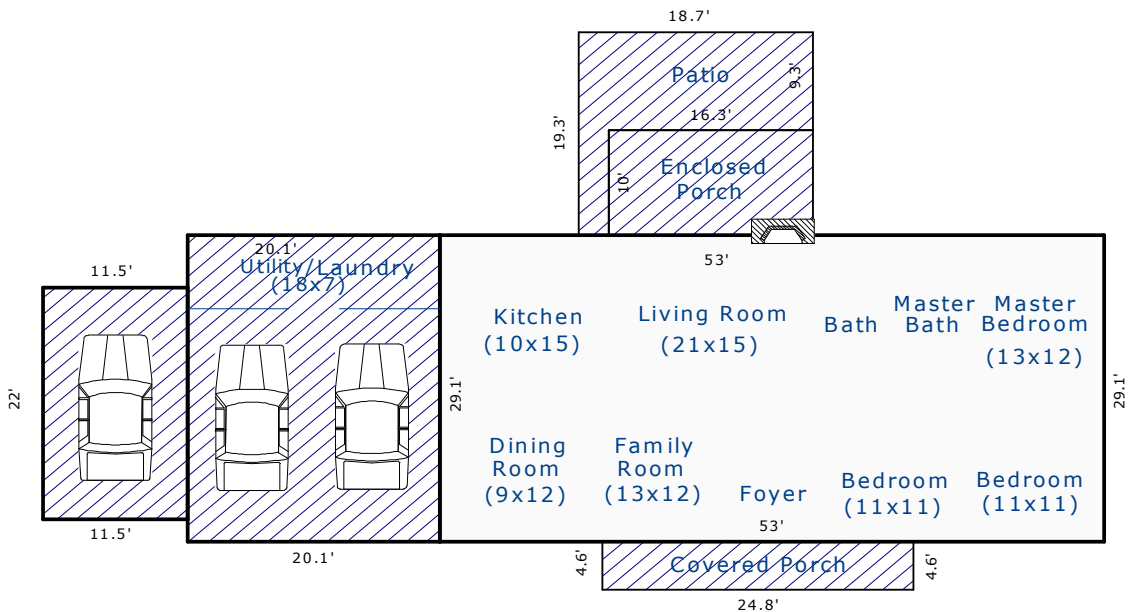 18.7'
Patio
9.3'
19.3'
16.3'
Enclosed
Porch
10'
20.1'
Utility/Laundry
(18x7)
53'
11.5'
Kitchen
(10x15)
Living Room
(21x15)
Bath
Master
Bath
Master
Bedroom
(13x12)
22'
29.1'
29.1'
Dining
Room
(9x12)
Family
Room
(13x12)
Foyer
Bedroom
(11x11)
Bedroom
(11x11)
11.5'
53'
20.1'
4.6'
Covered Porch
4.6'
24.8'